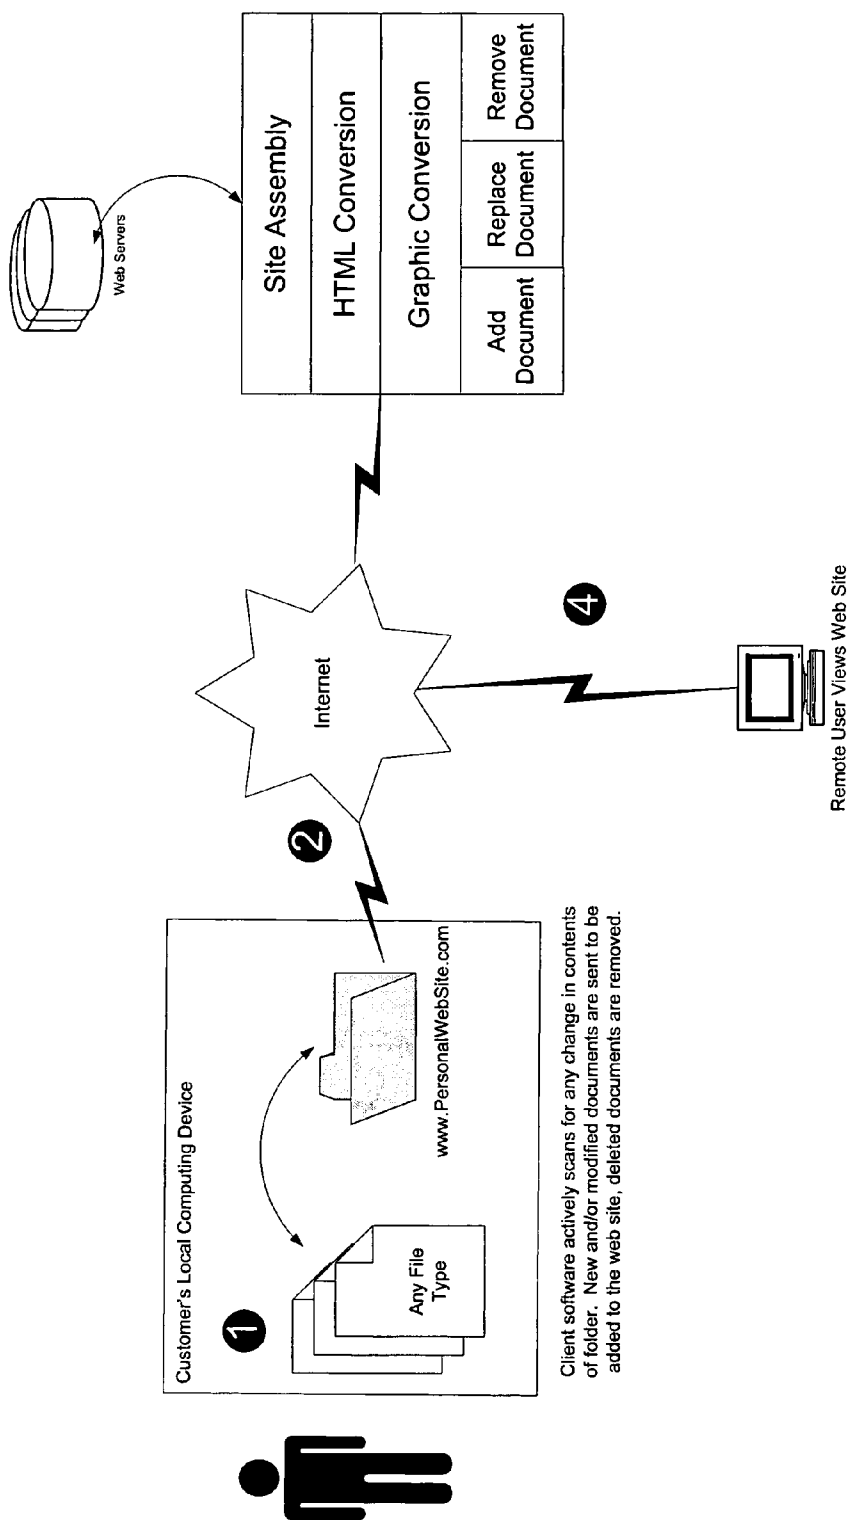 Customer's Local Computing Device
1
Any File
Type
www.PersonalWebSite.com
Client software actively scans for any change in contents
of folder. New and/or modified documents are sent to be
added to the web site, deleted documents are removed.
2
Internet
4
Remote User Views Web Site
Web Servers
Site Assembly
HTML Conversion
Graphic Conversion
Add
Document
Replace
Document
Remove
Document